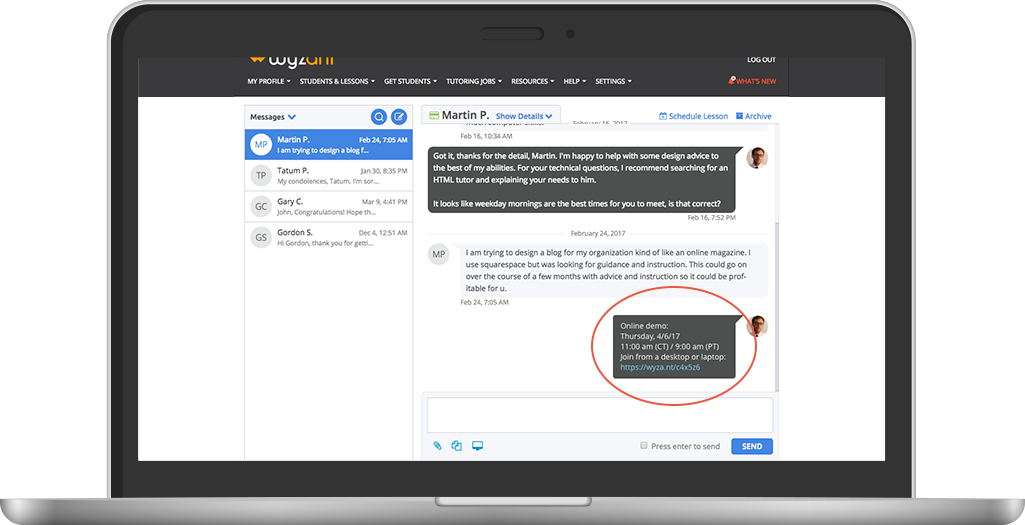 wyzant
LOG OUT
MY PROFILE STUDENTS & LESSONS GET STUDENTS TUTORING JOBS RESOURCES HELP SETTINGS WHAT'S NEW
Messages
MP
Martin P. Feb 24, 7:05 AM
I am trying to design a blog f...
TP
Tatum P. Jan 30, 8:35 PM
My condolences, Tatum. I'm sor...
GC
Gary C. Mar 9, 4:41 PM
John, Congratulations! Hope th...
GS
Gordon S. Dec 4, 12:51 AM
Hi Gordon, thank you for getti...
Martin P. Show Details Schedule Lesson Archive
February 16, 2017
Feb 16, 10:34 AM
Got it, thanks for the detail, Martin. I'm happy to help with some design advice to
the best of my abilities. For your technical questions, I recommend searching for an
HTML tutor and explaining your needs to him.
It looks like weekday mornings are the best times for you to meet, is that correct?
Feb 16, 7:52 PM
February 24, 2017
MP
I am trying to design a blog for my organization kind of like an online magazine. I
use squarespace but was looking for guidance and instruction. This could go on
over the course of a few months with advice and instruction so it could be prof-
itable for u.
Feb 24, 7:05 AM
Online demo:
Thursday, 4/6/17
11:00 am (CT) / 9:00 am (PT)
Join from a desktop or laptop:
https://wyza.nt/c4x5z6
Press enter to send
SEND